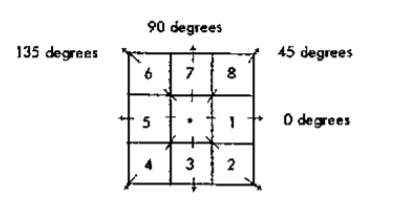 90 degrees
135 degrees 45 degrees
6 7 8
5 * 1 0 degrees
4 3 2